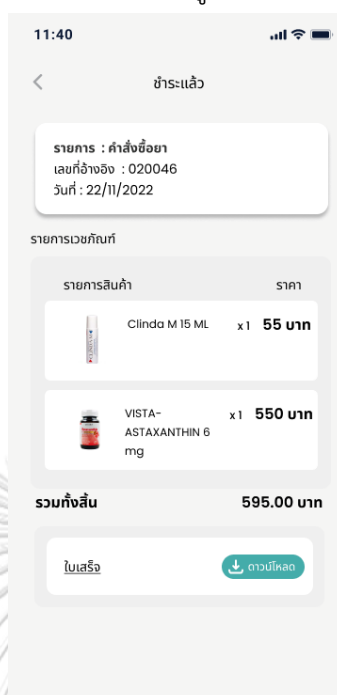 11:40
ชำระแล้ว
รายการ : คำสั่งซื้อยา
เลขที่อ้างอิง : 020046
วันที่ : 22/11/2022
รายการเวชภัณฑ์
รายการสินค้า ราคา
Clinda M 15 ML x 1 55 บาท
VISTA- x 1 550 บาท
ASTAXANTHIN 6
mg
รวมทั้งสิ้น 595.00 บาท
ใบเสร็จ ดาวน์โหลด